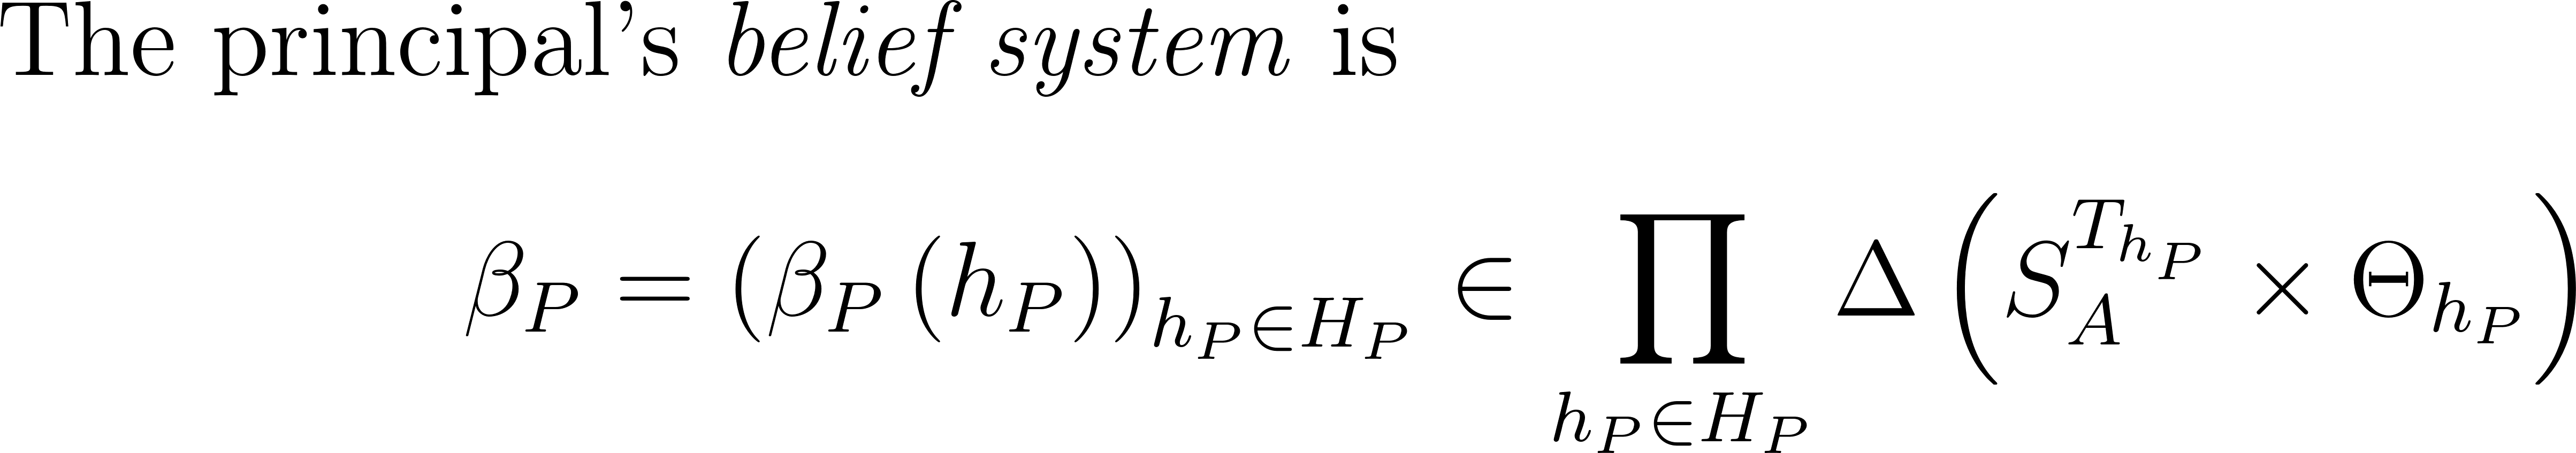 The principal's belief system is
β_P = (β_P (h_P))_{h_P∈H_P} ∈ ∏_{h_P∈H_P} Δ (S_A^{T_{h_P}} × Θ_{h_P})